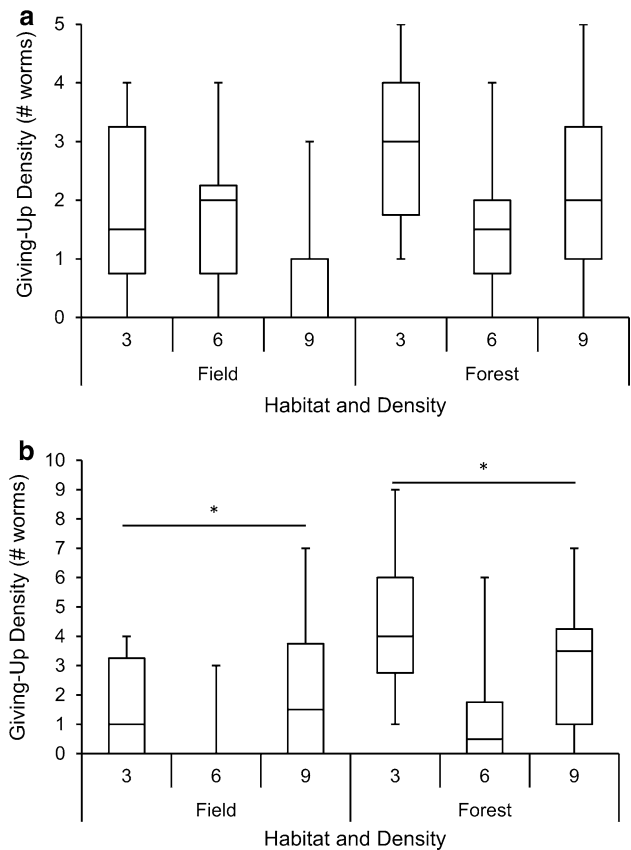 a
Giving-Up Density (# worms)
5
4
3
2
1
0
3 6 9 3 6 9
Field Forest
Habitat and Density
b
Giving-Up Density (# worms)
10
9
8
7
6
5
4
3
2
1
0
*
*
3 6 9 3 6 9
Field Forest
Habitat and Density